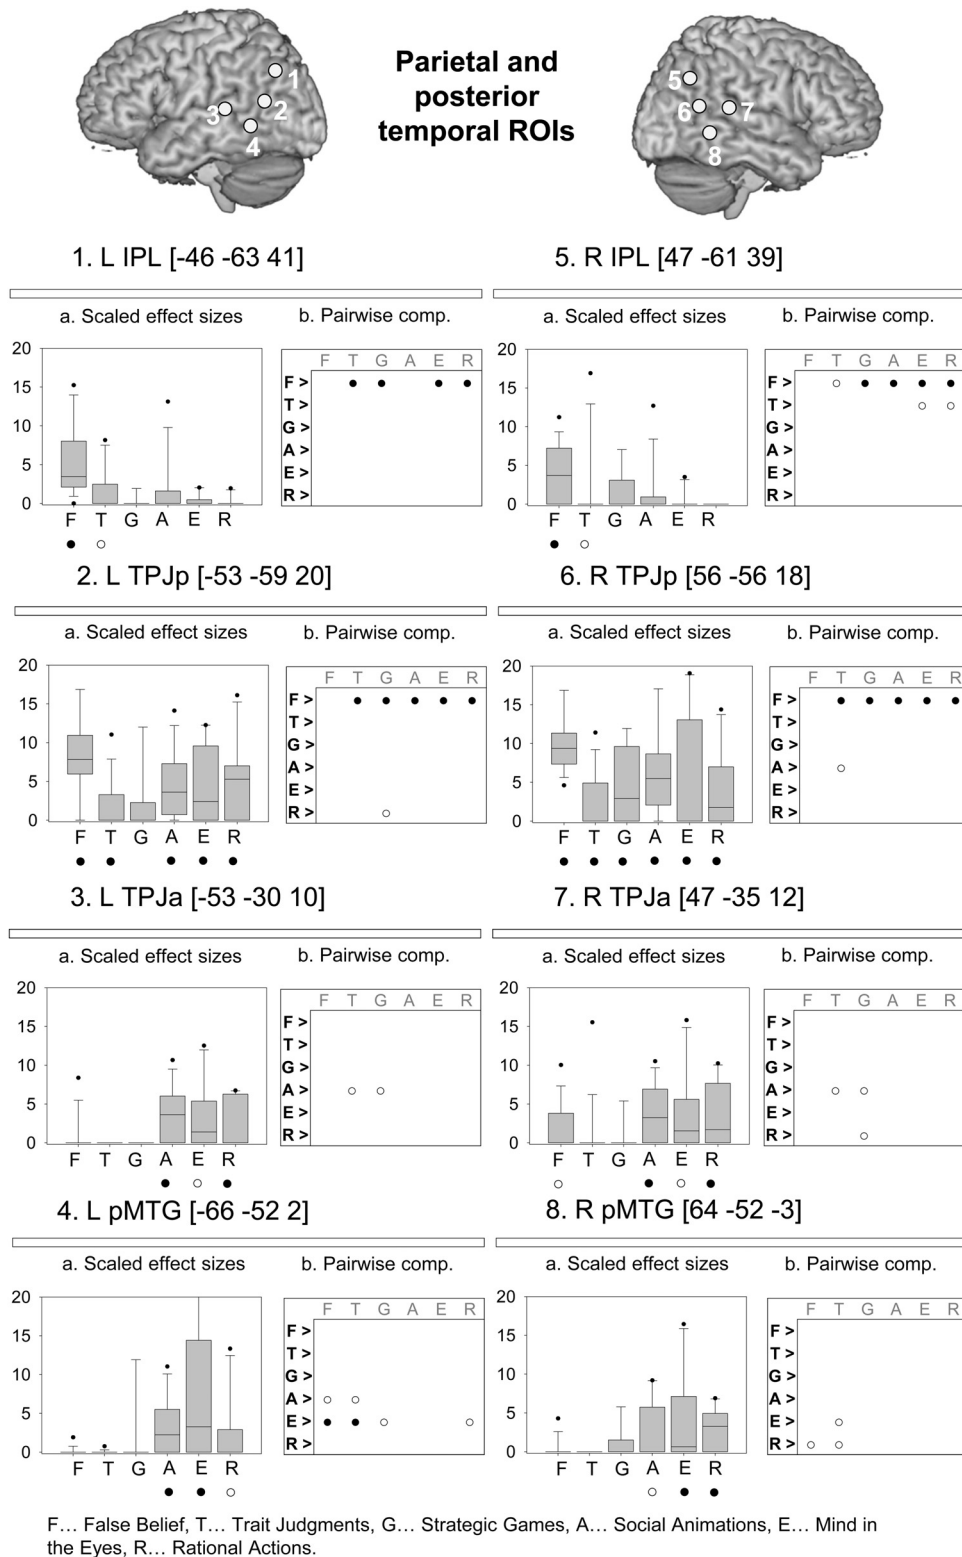 Parietal and
posterior
temporal ROIs
1
2
3
4
5
6
7
8
1. L IPL [-46 -63 41]
a. Scaled effect sizes
b. Pairwise comp.
20
15
10
5
0
F T G A E R
F T G A E R
F >
T >
G >
A >
E >
R >
5. R IPL [47 -61 39]
a. Scaled effect sizes
b. Pairwise comp.
20
15
10
5
0
F T G A E R
F T G A E R
F >
T >
G >
A >
E >
R >
2. L TPJp [-53 -59 20]
a. Scaled effect sizes
b. Pairwise comp.
20
15
10
5
0
F T G A E R
F T G A E R
F >
T >
G >
A >
E >
R >
6. R TPJp [56 -56 18]
a. Scaled effect sizes
b. Pairwise comp.
20
15
10
5
0
F T G A E R
F T G A E R
F >
T >
G >
A >
E >
R >
3. L TPJa [-53 -30 10]
a. Scaled effect sizes
b. Pairwise comp.
20
15
10
5
0
F T G A E R
F T G A E R
F >
T >
G >
A >
E >
R >
7. R TPJa [47 -35 12]
a. Scaled effect sizes
b. Pairwise comp.
20
15
10
5
0
F T G A E R
F T G A E R
F >
T >
G >
A >
E >
R >
4. L pMTG [-66 -52 2]
a. Scaled effect sizes
b. Pairwise comp.
20
15
10
5
0
F T G A E R
F T G A E R
F >
T >
G >
A >
E >
R >
8. R pMTG [64 -52 -3]
a. Scaled effect sizes
b. Pairwise comp.
20
15
10
5
0
F T G A E R
F T G A E R
F >
T >
G >
A >
E >
R >
F… False Belief, T… Trait Judgments, G… Strategic Games, A… Social Animations, E… Mind in
the Eyes, R… Rational Actions.